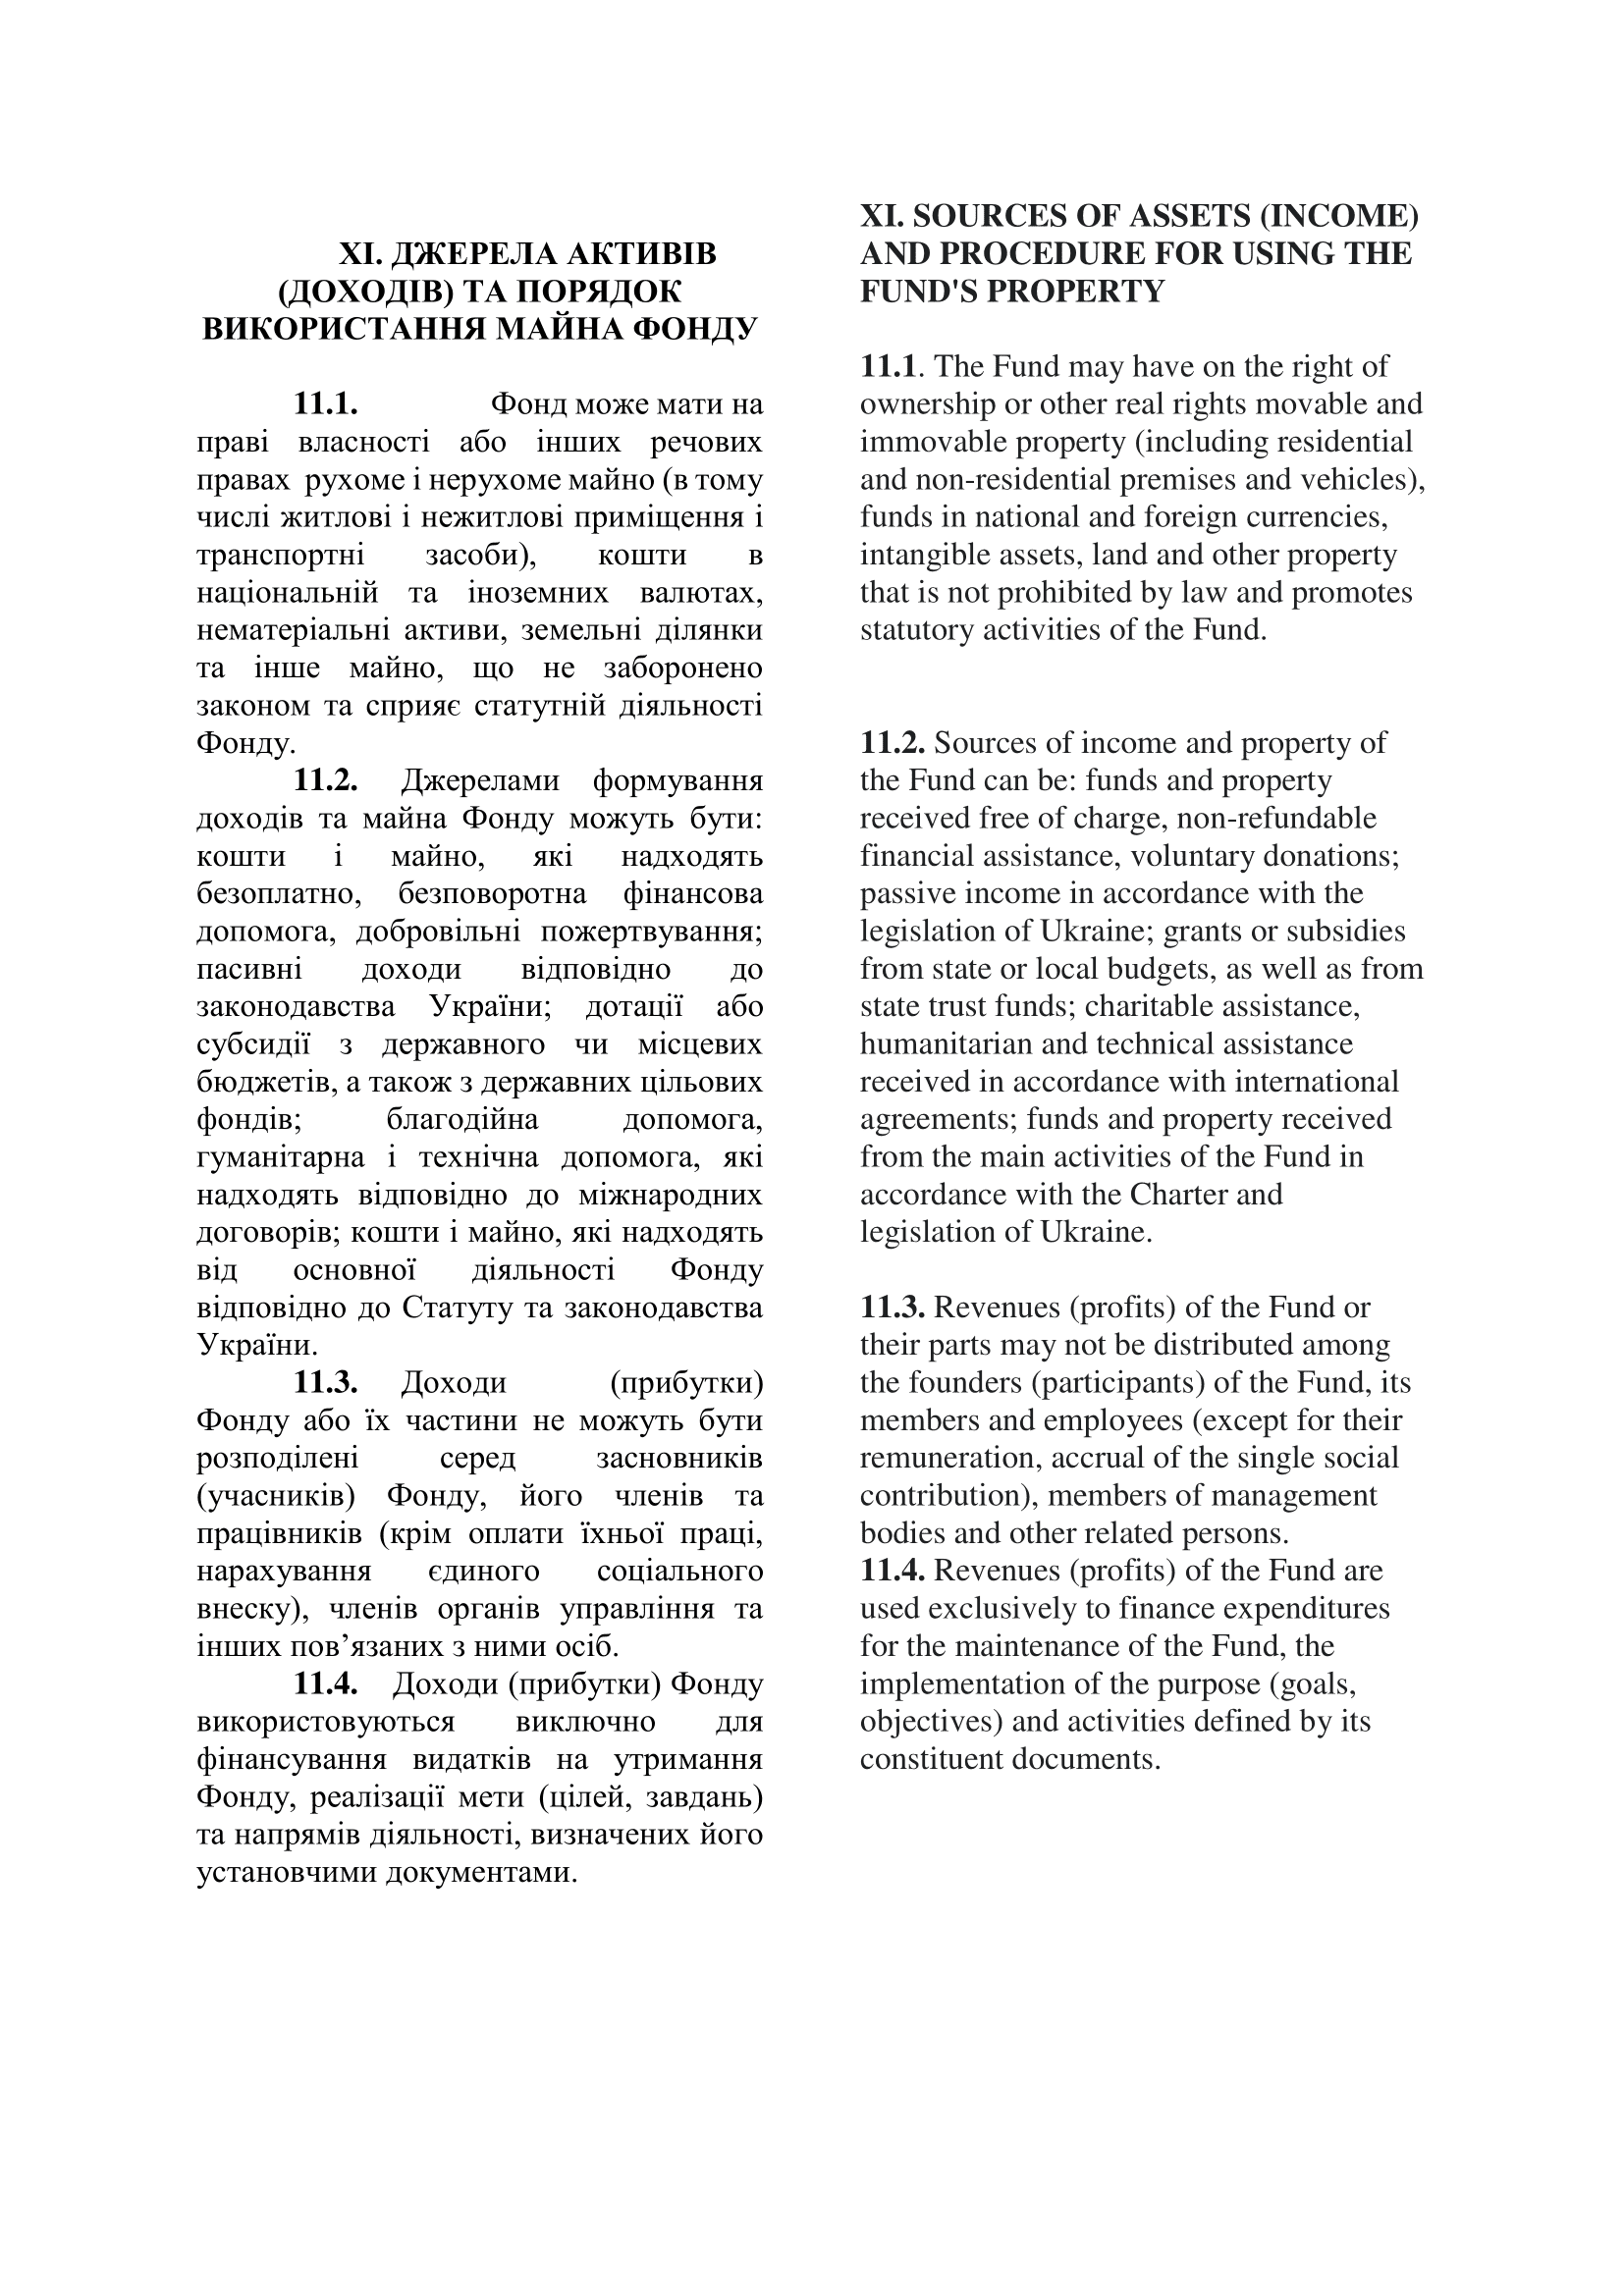 XI. ДЖЕРЕЛА АКТИВІВ
(ДОХОДІВ) ТА ПОРЯДОК
ВИКОРИСТАННЯ МАЙНА ФОНДУ
11.1. Фонд може мати на
праві власності або інших речових
правах рухоме і нерухоме майно (в тому
числі житлові і нежитлові приміщення і
транспортні засоби), кошти в
національній та іноземних валютах,
нематеріальні активи, земельні ділянки
та інше майно, що не заборонено
законом та сприяє статутній діяльності
Фонду.
11.2. Джерелами формування
доходів та майна Фонду можуть бути:
кошти і майно, які надходять
безоплатно, безповоротна фінансова
допомога, добровільні пожертвування;
пасивні доходи відповідно до
законодавства України; дотації або
субсидії з державного чи місцевих
бюджетів, а також з державних цільових
фондів; благодійна допомога,
гуманітарна і технічна допомога, які
надходять відповідно до міжнародних
договорів; кошти і майно, які надходять
від основної діяльності Фонду
відповідно до Статуту та законодавства
України.
11.3. Доходи (прибутки)
Фонду або їх частини не можуть бути
розподілені серед засновників
(учасників) Фонду, його членів та
працівників (крім оплати їхньої праці,
нарахування єдиного соціального
внеску), членів органів управління та
інших пов’язаних з ними осіб.
11.4. Доходи (прибутки) Фонду
використовуються виключно для
фінансування видатків на утримання
Фонду, реалізації мети (цілей, завдань)
та напрямів діяльності, визначених його
установчими документами.
XI. SOURCES OF ASSETS (INCOME)
AND PROCEDURE FOR USING THE
FUND'S PROPERTY
11.1. The Fund may have on the right of
ownership or other real rights movable and
immovable property (including residential
and non-residential premises and vehicles),
funds in national and foreign currencies,
intangible assets, land and other property
that is not prohibited by law and promotes
statutory activities of the Fund.
11.2. Sources of income and property of
the Fund can be: funds and property
received free of charge, non-refundable
financial assistance, voluntary donations;
passive income in accordance with the
legislation of Ukraine; grants or subsidies
from state or local budgets, as well as from
state trust funds; charitable assistance,
humanitarian and technical assistance
received in accordance with international
agreements; funds and property received
from the main activities of the Fund in
accordance with the Charter and
legislation of Ukraine.
11.3. Revenues (profits) of the Fund or
their parts may not be distributed among
the founders (participants) of the Fund, its
members and employees (except for their
remuneration, accrual of the single social
contribution), members of management
bodies and other related persons.
11.4. Revenues (profits) of the Fund are
used exclusively to finance expenditures
for the maintenance of the Fund, the
implementation of the purpose (goals,
objectives) and activities defined by its
constituent documents.